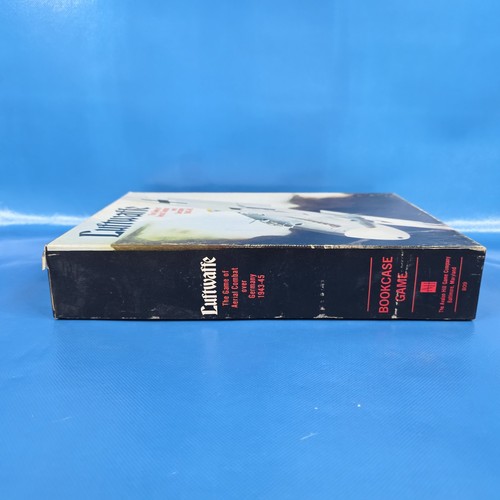 Luftwaffe
Luftwaffe
The Game of
Aerial Combat
over
Germany
1943-45
BOOKCASE
GAME
The Avalon Hill Game Company
Baltimore, Maryland